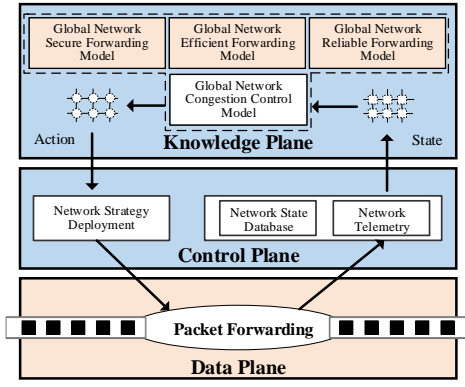 Global Network
Secure Forwarding
Model
Global Network
Efficient Forwarding
Model
Global Network
Reliable Forwarding
Model
Global Network
Congestion Control
Model
Action
State
Knowledge Plane
Network Strategy
Deployment
Network State
Database
Network
Telemetry
Control Plane
Packet Forwarding
Data Plane